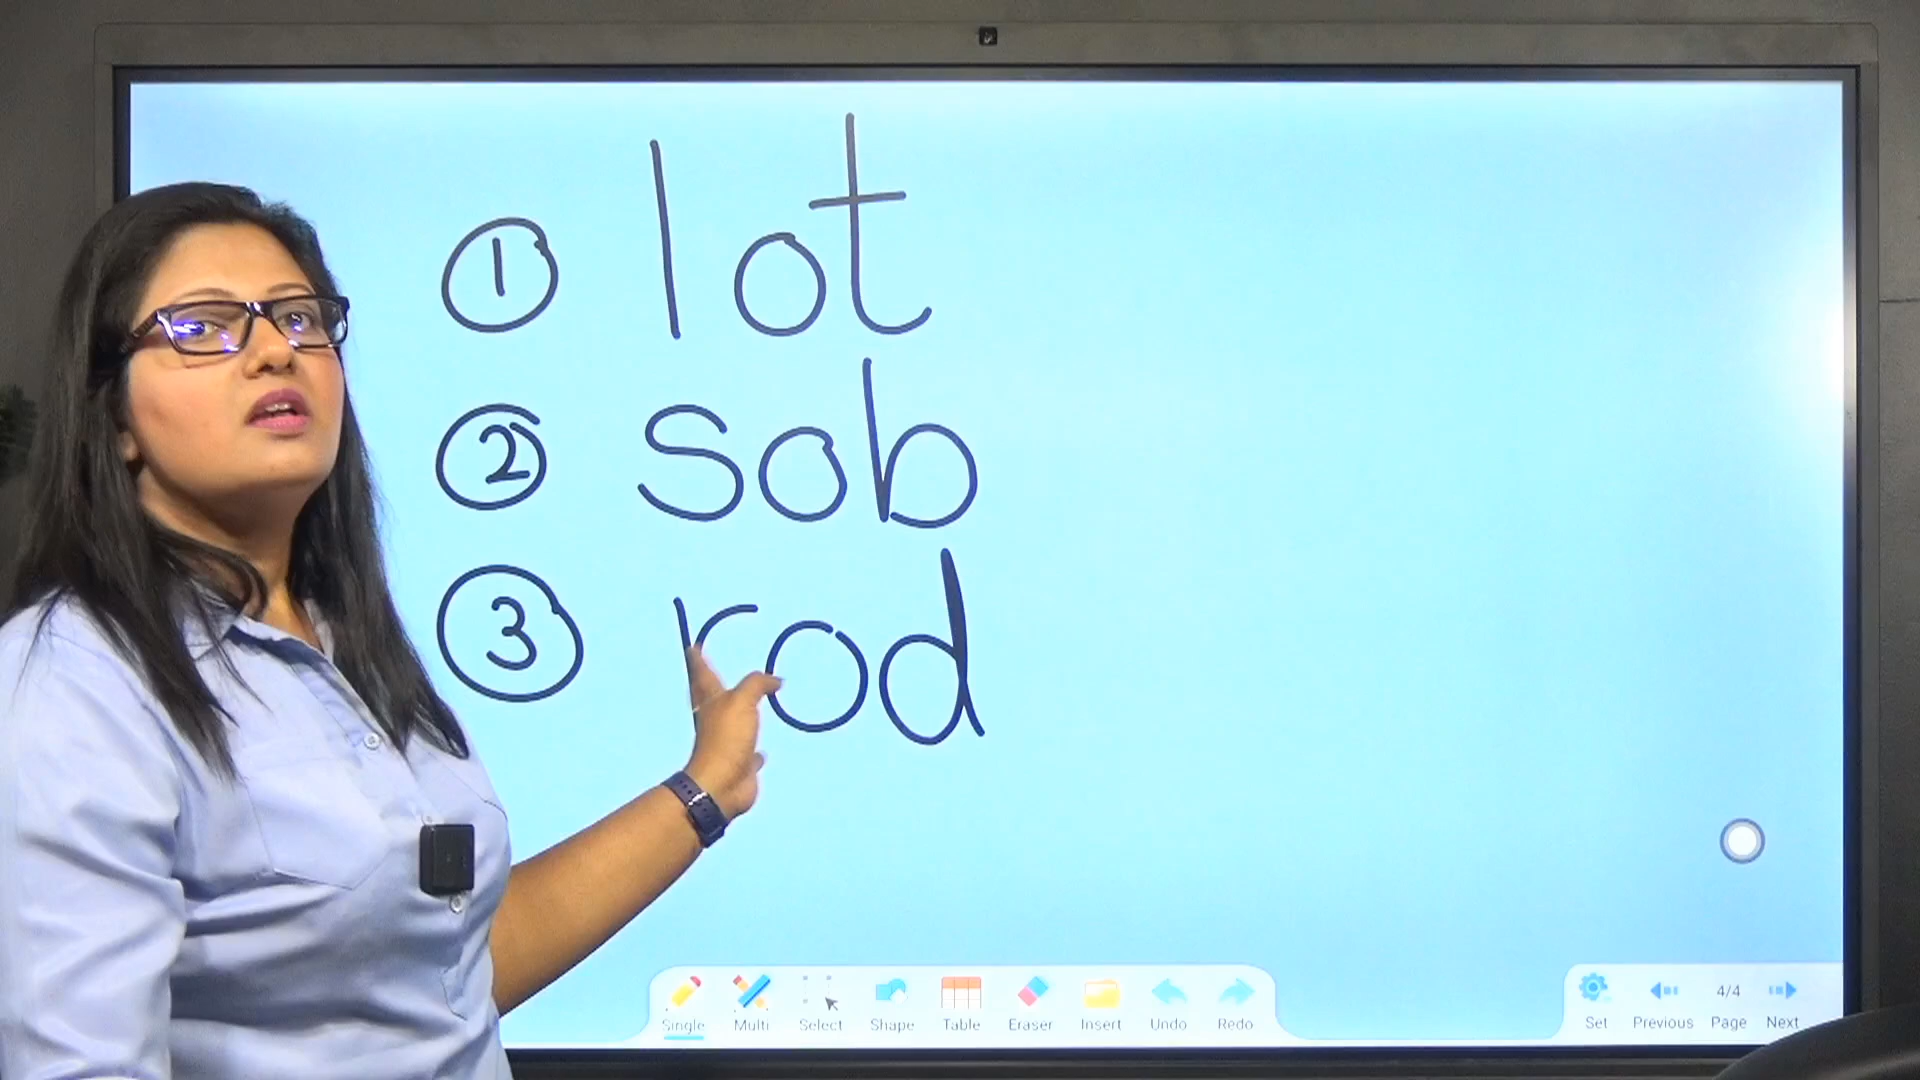 ① lot
② sob
③ rod
Single Multi Select Shape Table Eraser Insert Undo Redo
Set Previous 4/4 Page Next